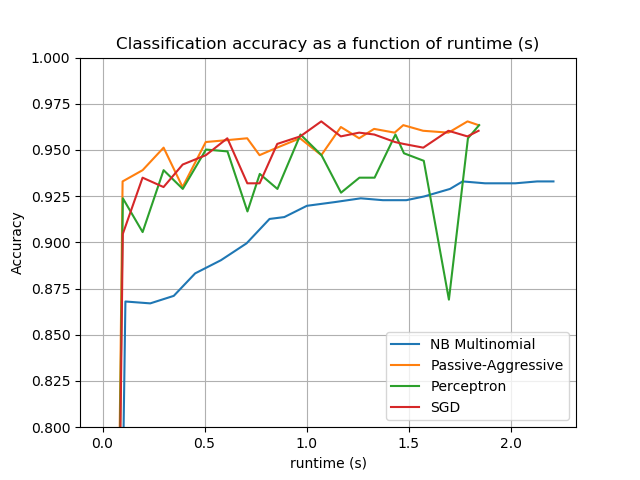 Classification accuracy as a function of runtime (s)
1.000
0.975
0.950
0.925
0.900
0.875
0.850
0.825
0.800
Accuracy
NB Multinomial
Passive-Aggressive
Perceptron
SGD
0.0 0.5 1.0 1.5 2.0
runtime (s)